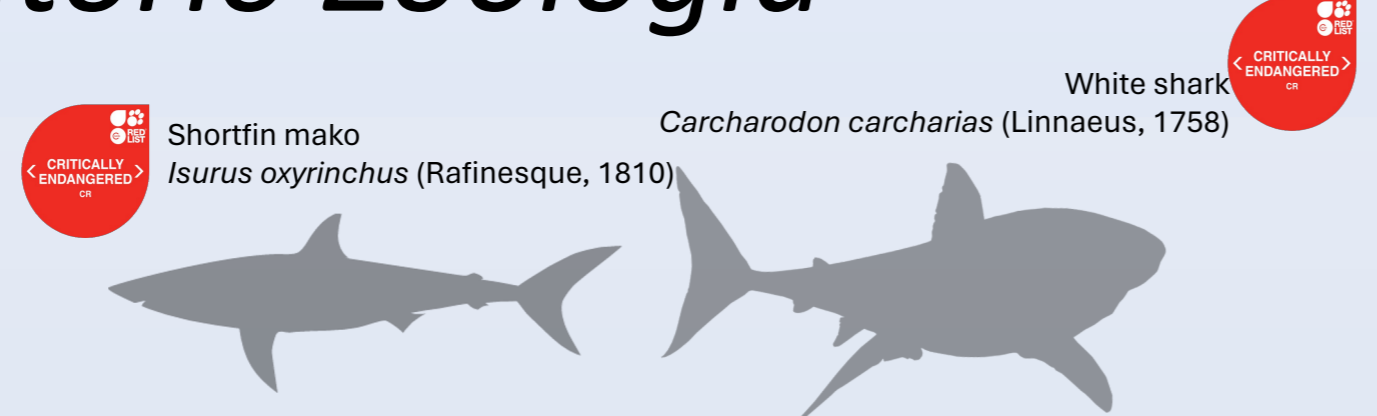 Zoología
RED LIST
CRITICALLY
ENDANGERED
CR
White shark
Carcharodon carcharias (Linnaeus, 1758)
RED LIST
CRITICALLY
ENDANGERED
CR
Shortfin mako
Isurus oxyrinchus (Rafinesque, 1810)